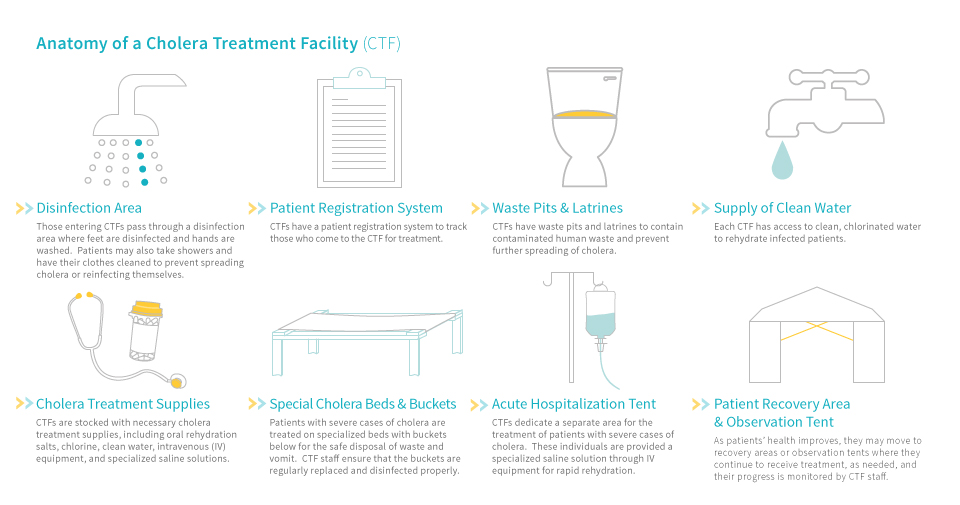 Anatomy of a Cholera Treatment Facility (CTF)
Disinfection Area
Those entering CTFs pass through a disinfection
area where feet are disinfected and hands are
washed. Patients may also take showers and
have their clothes cleaned to prevent spreading
cholera or reinfecting themselves.
Patient Registration System
CTFs have a patient registration system to track
those who come to the CTF for treatment.
Waste Pits & Latrines
CTFs have waste pits and latrines to contain
contaminated human waste and prevent
further spreading of cholera.
Supply of Clean Water
Each CTF has access to clean, chlorinated water
to rehydrate infected patients.
Cholera Treatment Supplies
CTFs are stocked with necessary cholera
treatment supplies, including oral rehydration
salts, chlorine, clean water, intravenous (IV)
equipment, and specialized saline solutions.
Special Cholera Beds & Buckets
Patients with severe cases of cholera are
treated on specialized beds with buckets
below for the safe disposal of waste and
vomit. CTF staff ensure that the buckets are
regularly replaced and disinfected properly.
Acute Hospitalization Tent
CTFs dedicate a separate area for the
treatment of patients with severe cases of
cholera. These individuals are provided a
specialized saline solution through IV
equipment for rapid rehydration.
Patient Recovery Area
& Observation Tent
As patients' health improves, they may move to
recovery areas or observation tents where they
continue to receive treatment, as needed, and
their progress is monitored by CTF staff.